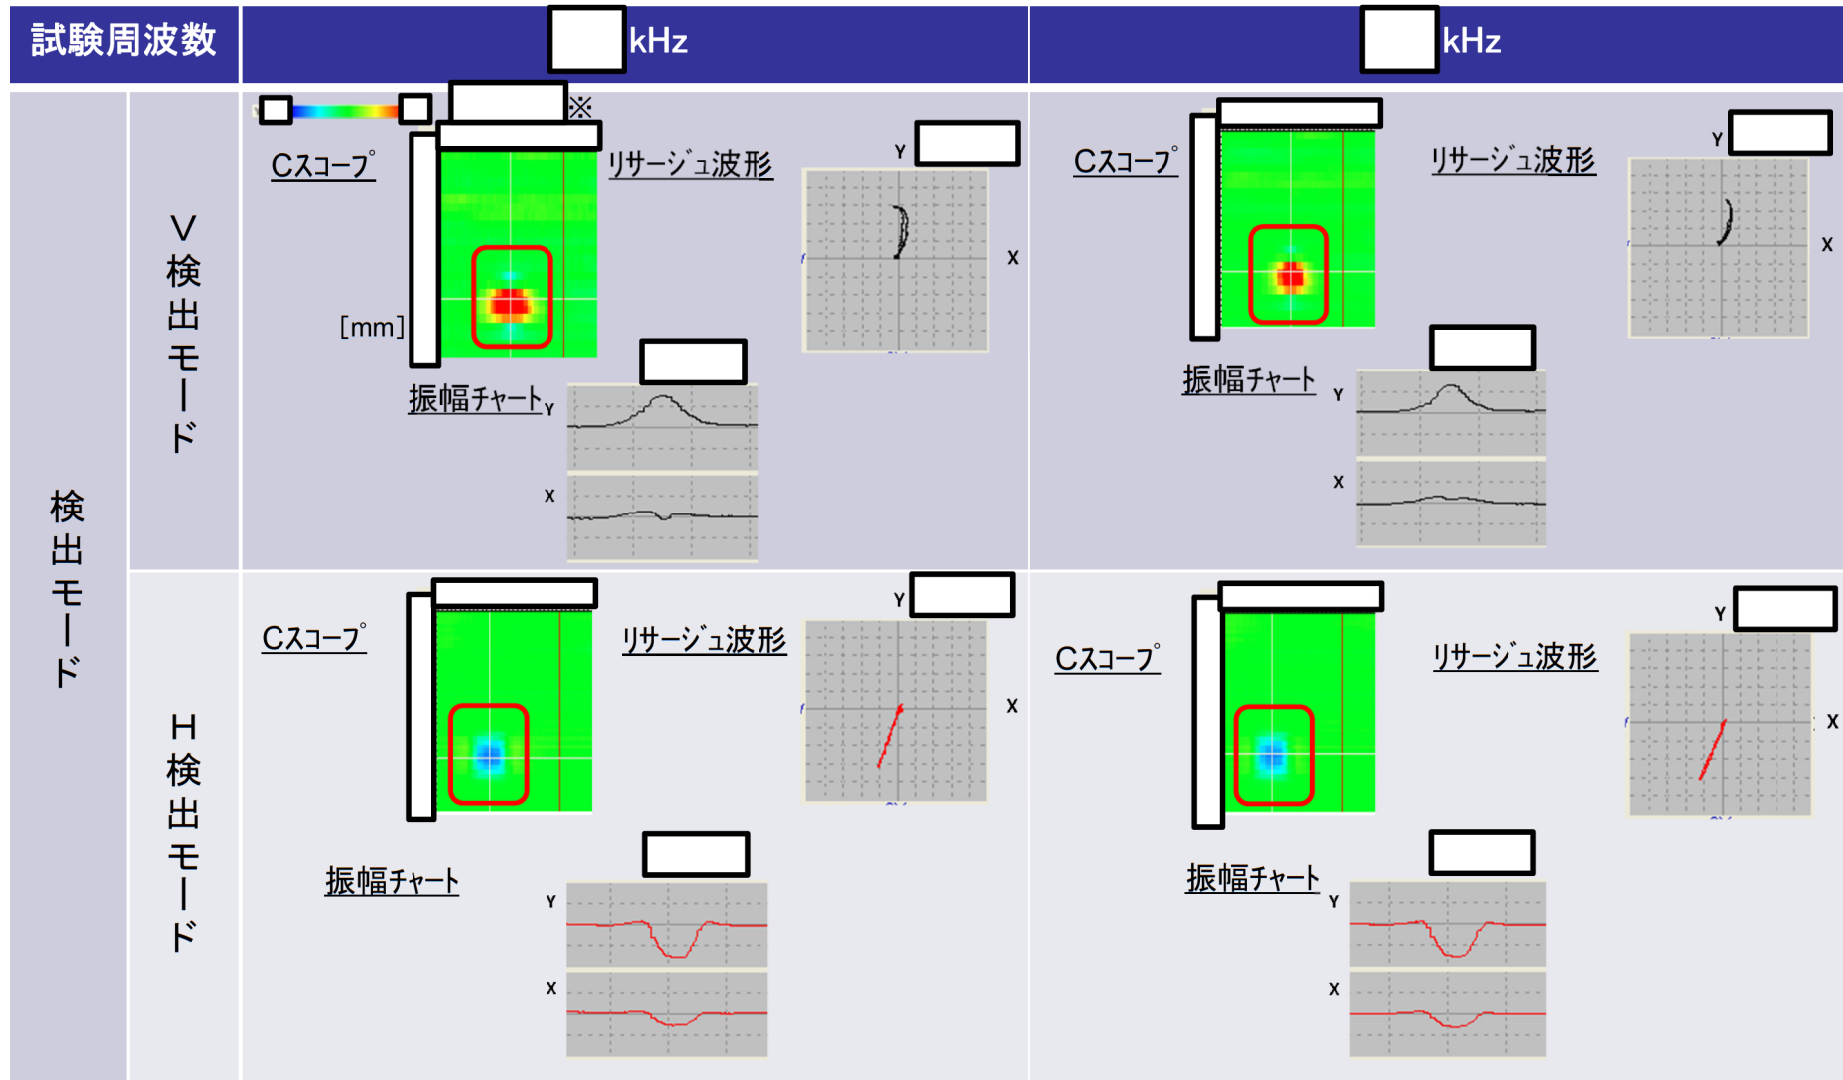 試験周波数
kHz
kHz
検出モード
V検出モード
※
Cスコープ
リサージュ波形
Y
X
[mm]
振幅チャート
Y
X
Cスコープ
リサージュ波形
Y
X
振幅チャート
Y
X
H検出モード
Cスコープ
リサージュ波形
Y
X
振幅チャート
Y
X
Cスコープ
リサージュ波形
Y
X
振幅チャート
Y
X